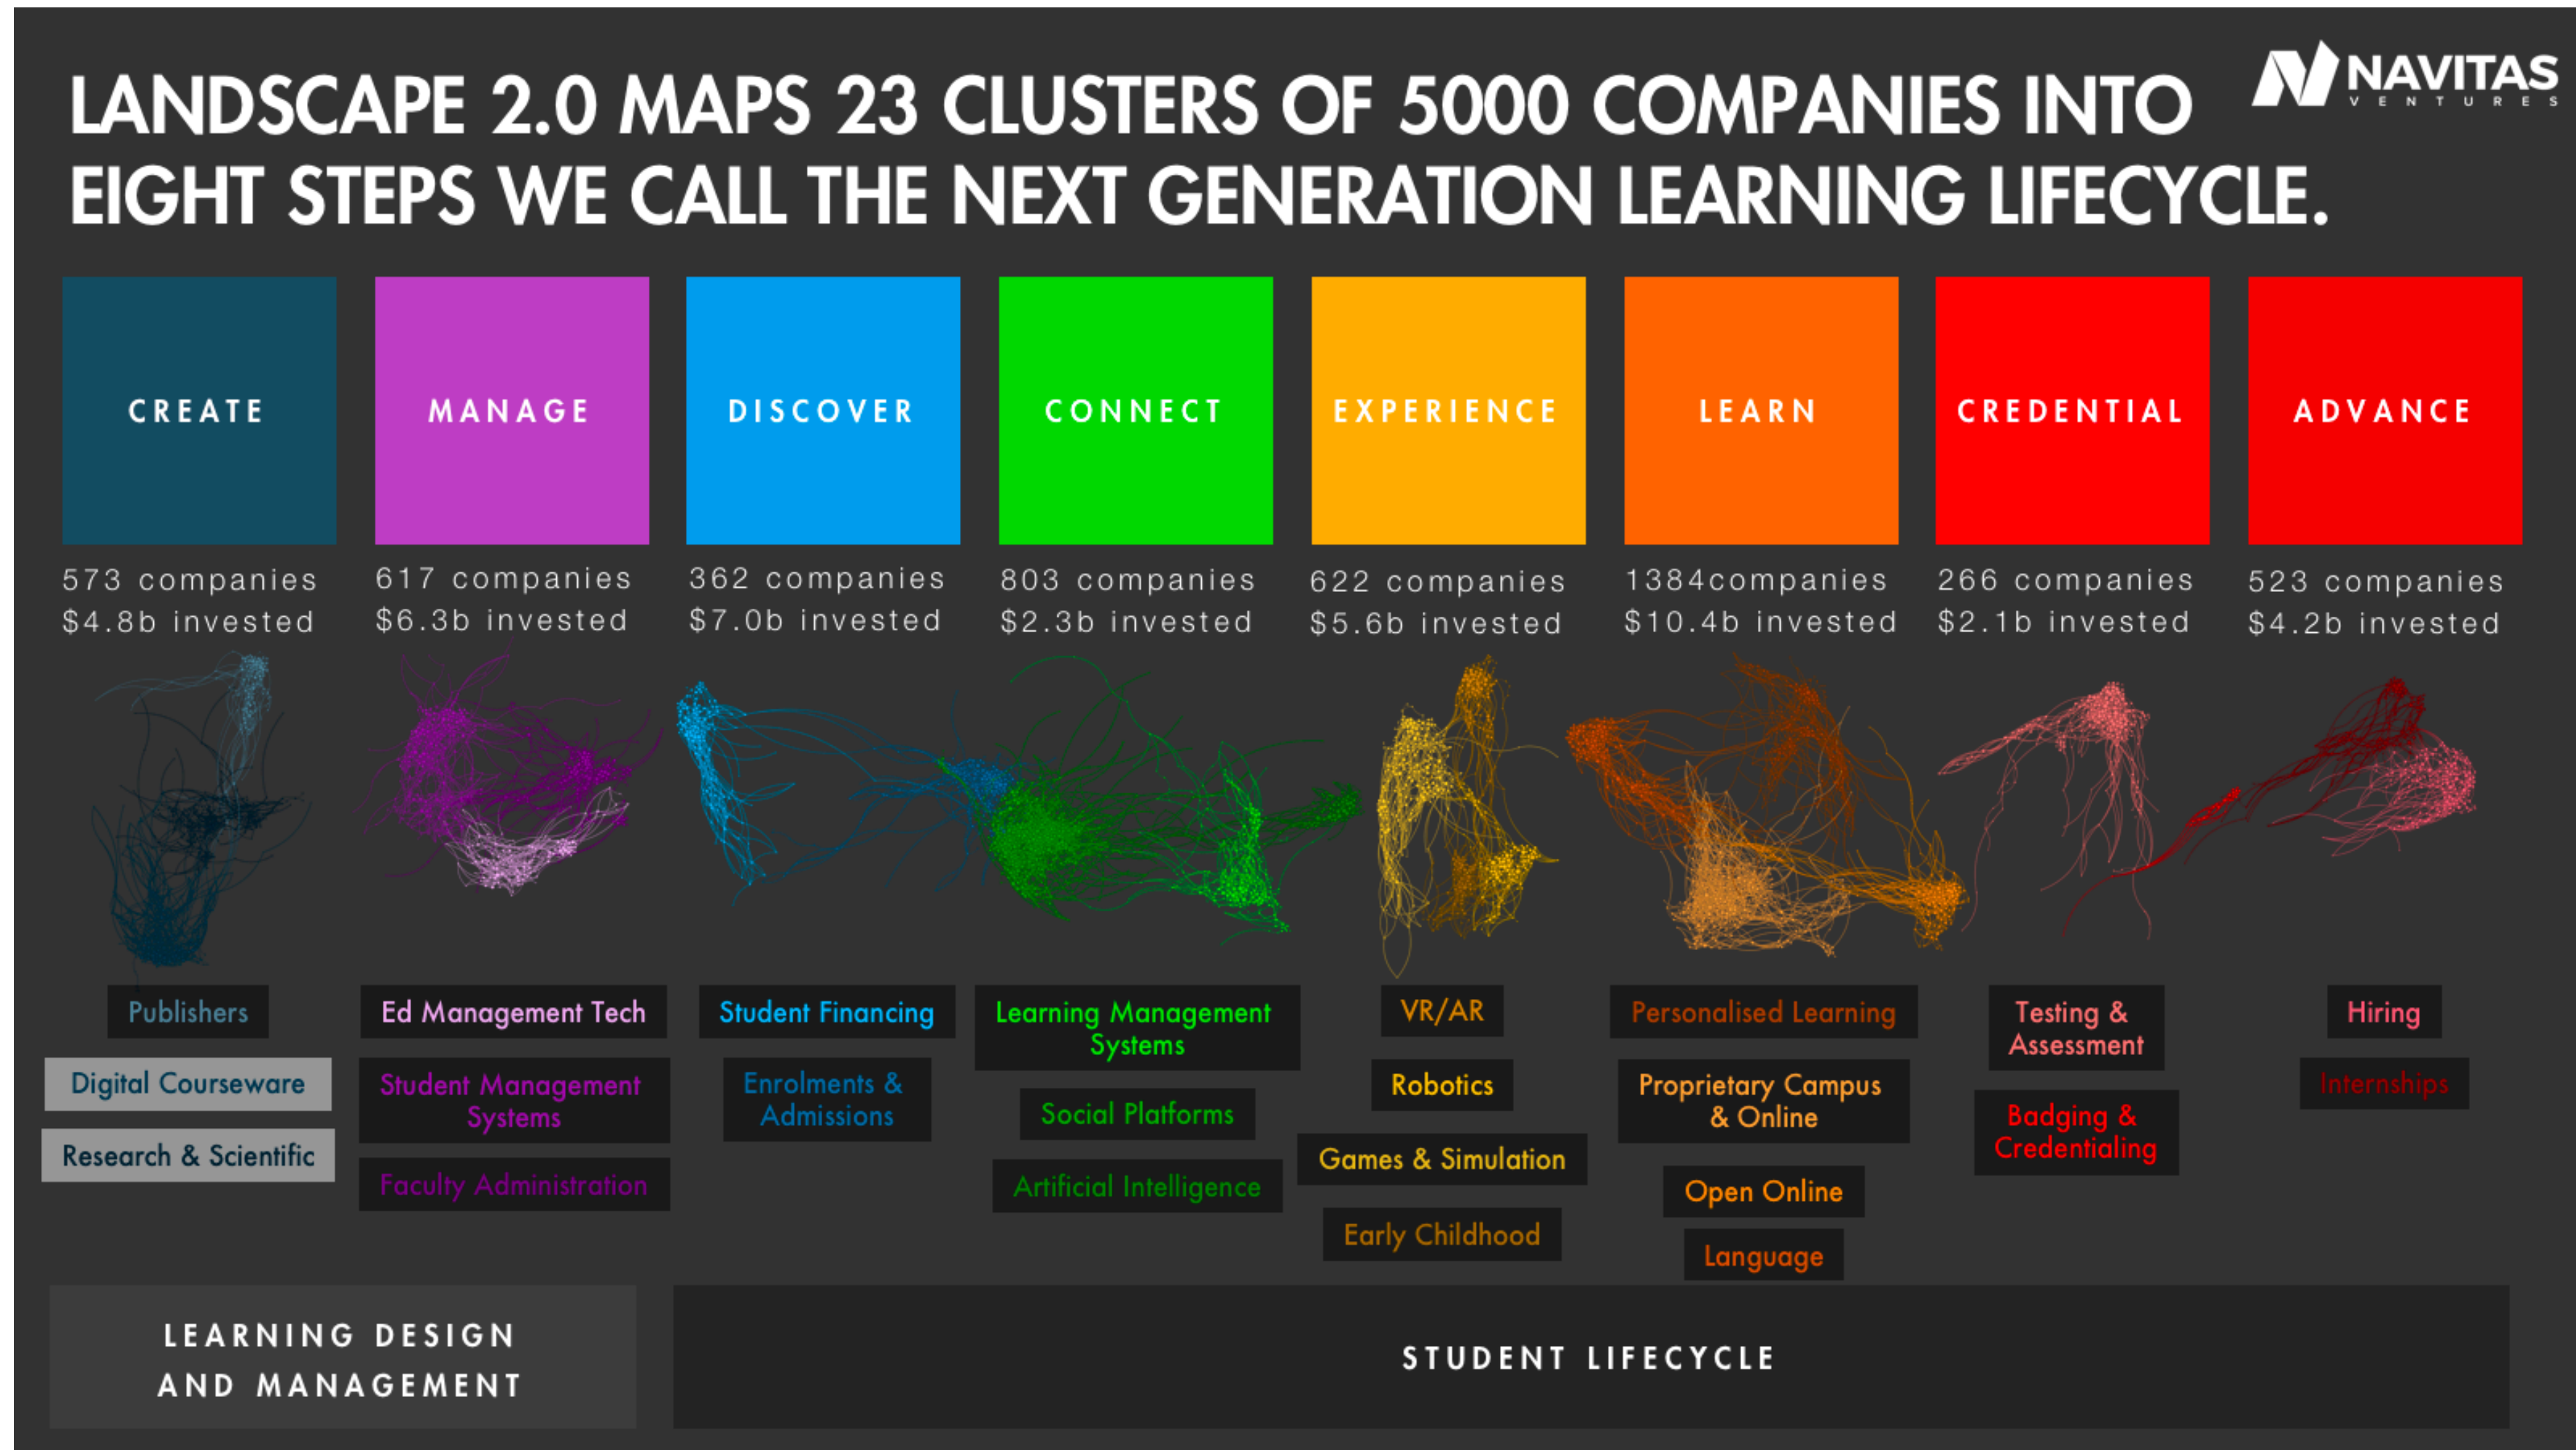 LANDSCAPE 2.0 MAPS 23 CLUSTERS OF 5000 COMPANIES INTO
EIGHT STEPS WE CALL THE NEXT GENERATION LEARNING LIFECYCLE.
NAVITAS
VENTURES
CREATE
573 companies
$4.8b invested
Publishers
Digital Courseware
Research & Scientific
MANAGE
617 companies
$6.3b invested
Ed Management Tech
Student Management
Systems
Faculty Administration
DISCOVER
362 companies
$7.0b invested
Student Financing
Enrolments &
Admissions
CONNECT
803 companies
$2.3b invested
Learning Management
Systems
Social Platforms
Artificial Intelligence
EXPERIENCE
622 companies
$5.6b invested
VR/AR
Robotics
Games & Simulation
Early Childhood
LEARN
1384companies
$10.4b invested
Personalised Learning
Proprietary Campus
& Online
Open Online
Language
CREDENTIAL
266 companies
$2.1b invested
Testing &
Assessment
Badging &
Credentialing
ADVANCE
523 companies
$4.2b invested
Hiring
Internships
LEARNING DESIGN
AND MANAGEMENT
STUDENT LIFECYCLE